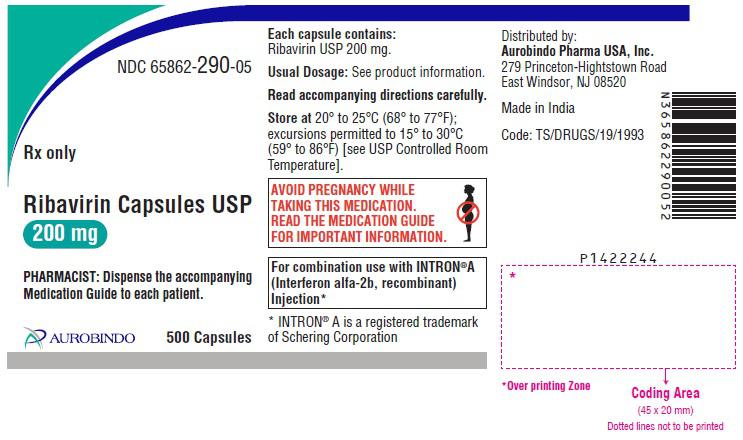 NDC 65862-290-05
Rx only
Ribavirin Capsules USP
200 mg
PHARMACIST: Dispense the accompanying
Medication Guide to each patient.
AUROBINDO
500 Capsules
Each capsule contains:
Ribavirin USP 200 mg.
Usual Dosage: See product information.
Read accompanying directions carefully.
Store at 20° to 25°C (68° to 77°F);
excursions permitted to 15° to 30°C
(59° to 86°F) [see USP Controlled Room
Temperature].
AVOID PREGNANCY WHILE
TAKING THIS MEDICATION.
READ THE MEDICATION GUIDE
FOR IMPORTANT INFORMATION.
For combination use with INTRON®A
(Interferon alfa-2b, recombinant)
Injection*
* INTRON® A is a registered trademark
of Schering Corporation
Distributed by:
Aurobindo Pharma USA, Inc.
279 Princeton-Hightstown Road
East Windsor, NJ 08520
Made in India
Code: TS/DRUGS/19/1993
N365862290052
P1422244
*
*Over printing Zone
Coding Area
(45 x 20 mm)
Dotted lines not to be printed